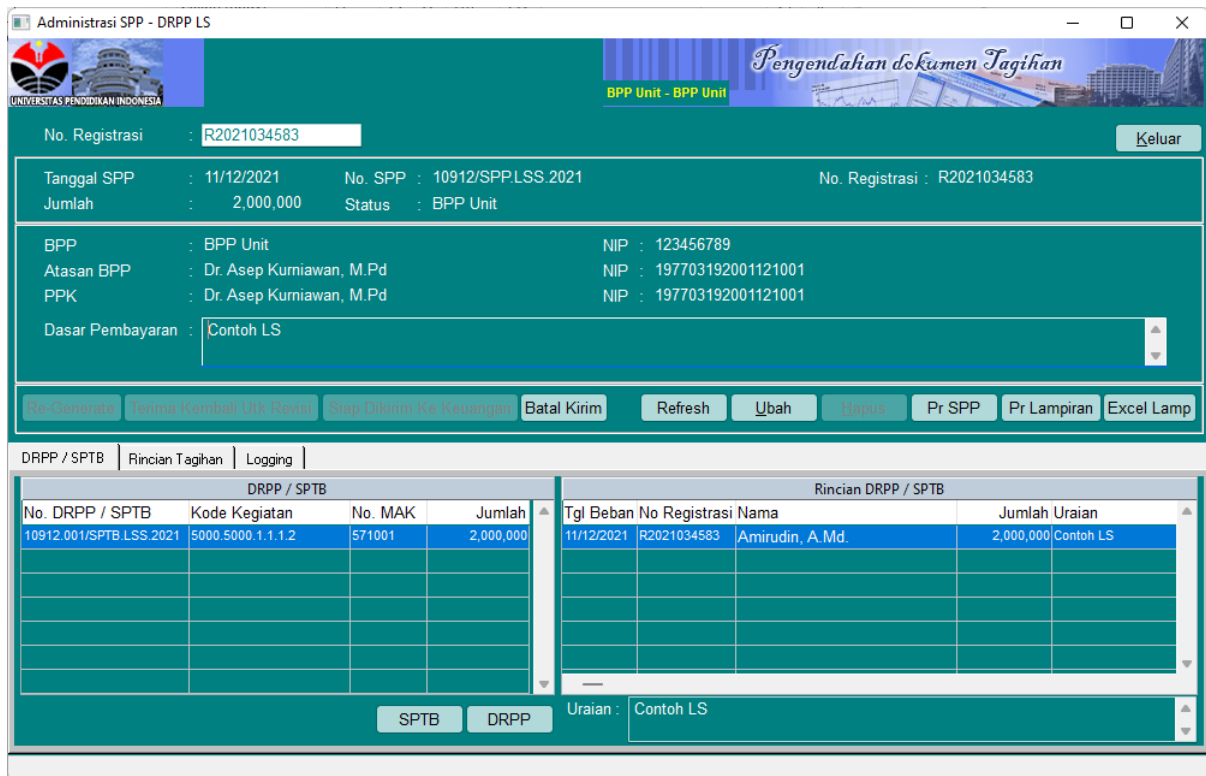 Administrasi SPP - DRPP LS
UNIVERSITAS PENDIDIKAN INDONESIA
Pengendalian dokumen Tagihan
BPP Unit - BPP Unit
No. Registrasi : R2021034583
Keluar
Tanggal SPP : 11/12/2021 No. SPP : 10912/SPP.LSS.2021 No. Registrasi : R2021034583
Jumlah : 2,000,000 Status : BPP Unit
BPP : BPP Unit NIP : 123456789
Atasan BPP : Dr. Asep Kurniawan, M.Pd NIP : 197703192001121001
PPK : Dr. Asep Kurniawan, M.Pd NIP : 197703192001121001
Dasar Pembayaran : Contoh LS
Re-Generate Terima Kembali Utk Revisi Siap Dikirim Ke Keuangan Batal Kirim Refresh Ubah Hapus Pr SPP Pr Lampiran Excel Lamp
DRPP / SPTB Rincian Tagihan Logging
DRPP / SPTB Rincian DRPP / SPTB
No. DRPP / SPTB Kode Kegiatan No. MAK Jumlah Tgl Beban No Registrasi Nama Jumlah Uraian
10912.001/SPTB.LSS.2021 5000.5000.1.1.1.2 571001 2,000,000 11/12/2021 R2021034583 Amirudin, A.Md. 2,000,000 Contoh LS
SPTB DRPP Uraian : Contoh LS